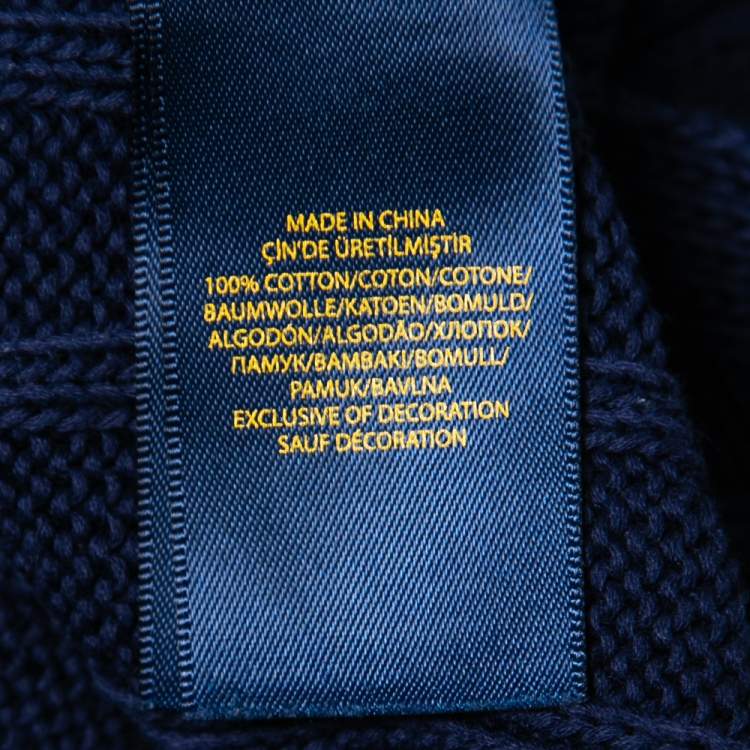 MADE IN CHINA
ÇİN'DE ÜRETİLMİŞTİR
100% COTTON/COTON/COTONE/
BAUMWOLLE/KATOEN/BOMULD/
ALGODÓN/ALGODÃO/ХЛОПОК/
ПАМУК/BAMBAKI/BOMULL/
PAMUK/BAVLNA
EXCLUSIVE OF DECORATION
SAUF DÉCORATION